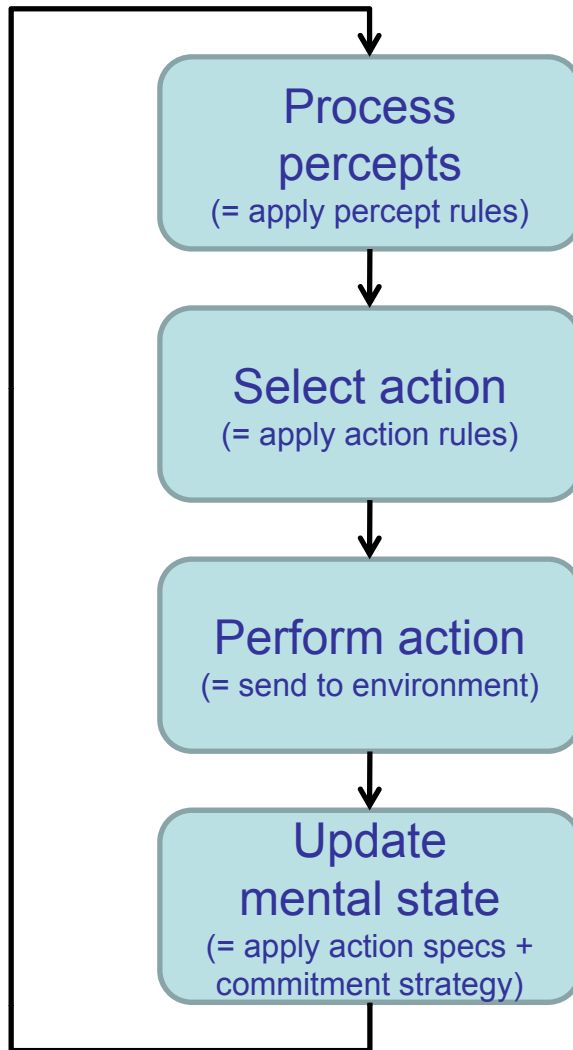 Process
percepts
(= apply percept rules)
Select action
(= apply action rules)
Perform action
(= send to environment)
Update
mental state
(= apply action specs +
commitment strategy)